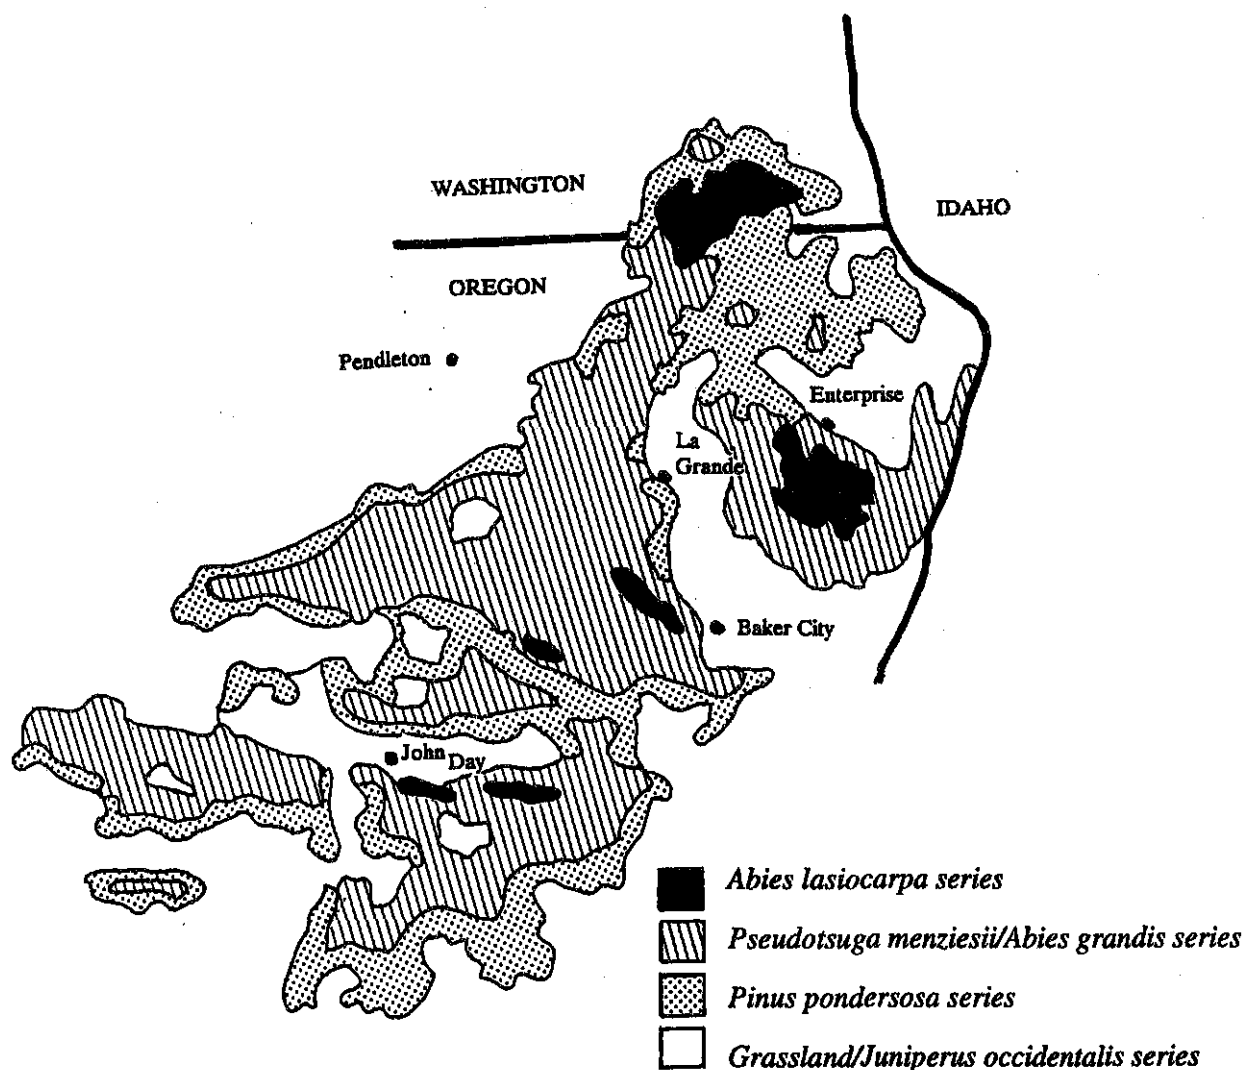 WASHINGTON
IDAHO
OREGON
Pendleton
Enterprise
La
Grande
Baker City
John Day
Abies lasiocarpa series
Pseudotsuga menziesii/Abies grandis series
Pinus pondersosa series
Grassland/Juniperus occidentalis series